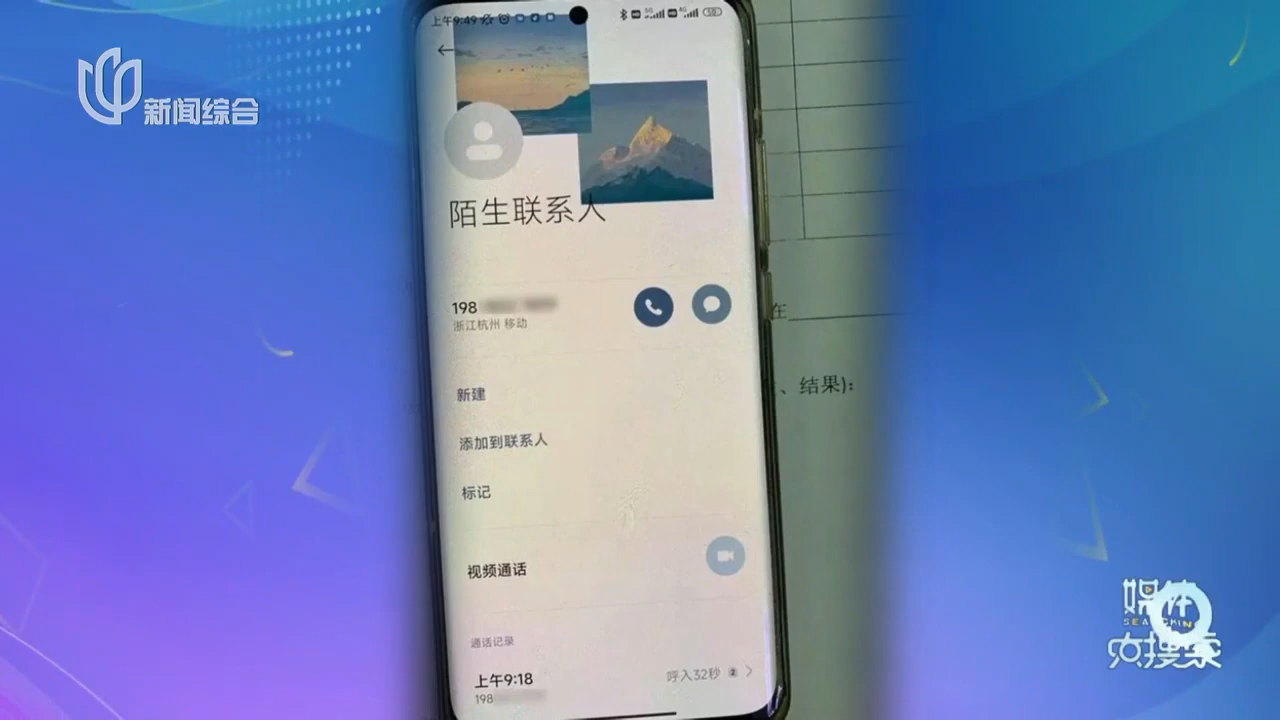 新闻综合
上午9:49
陌生联系人
198
浙江杭州 移动
新建
添加到联系人
标记
视频通话
通话记录
上午9:18
呼入32秒
198
在
、结果):
媒体
大搜索